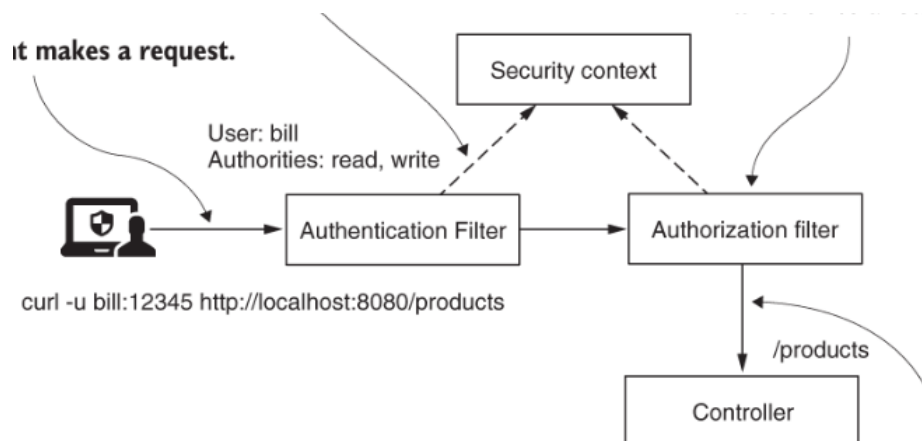 nt makes a request.
Security context
User: bill
Authorities: read, write
Authentication Filter
Authorization filter
curl -u bill:12345 http://localhost:8080/products
/products
Controller